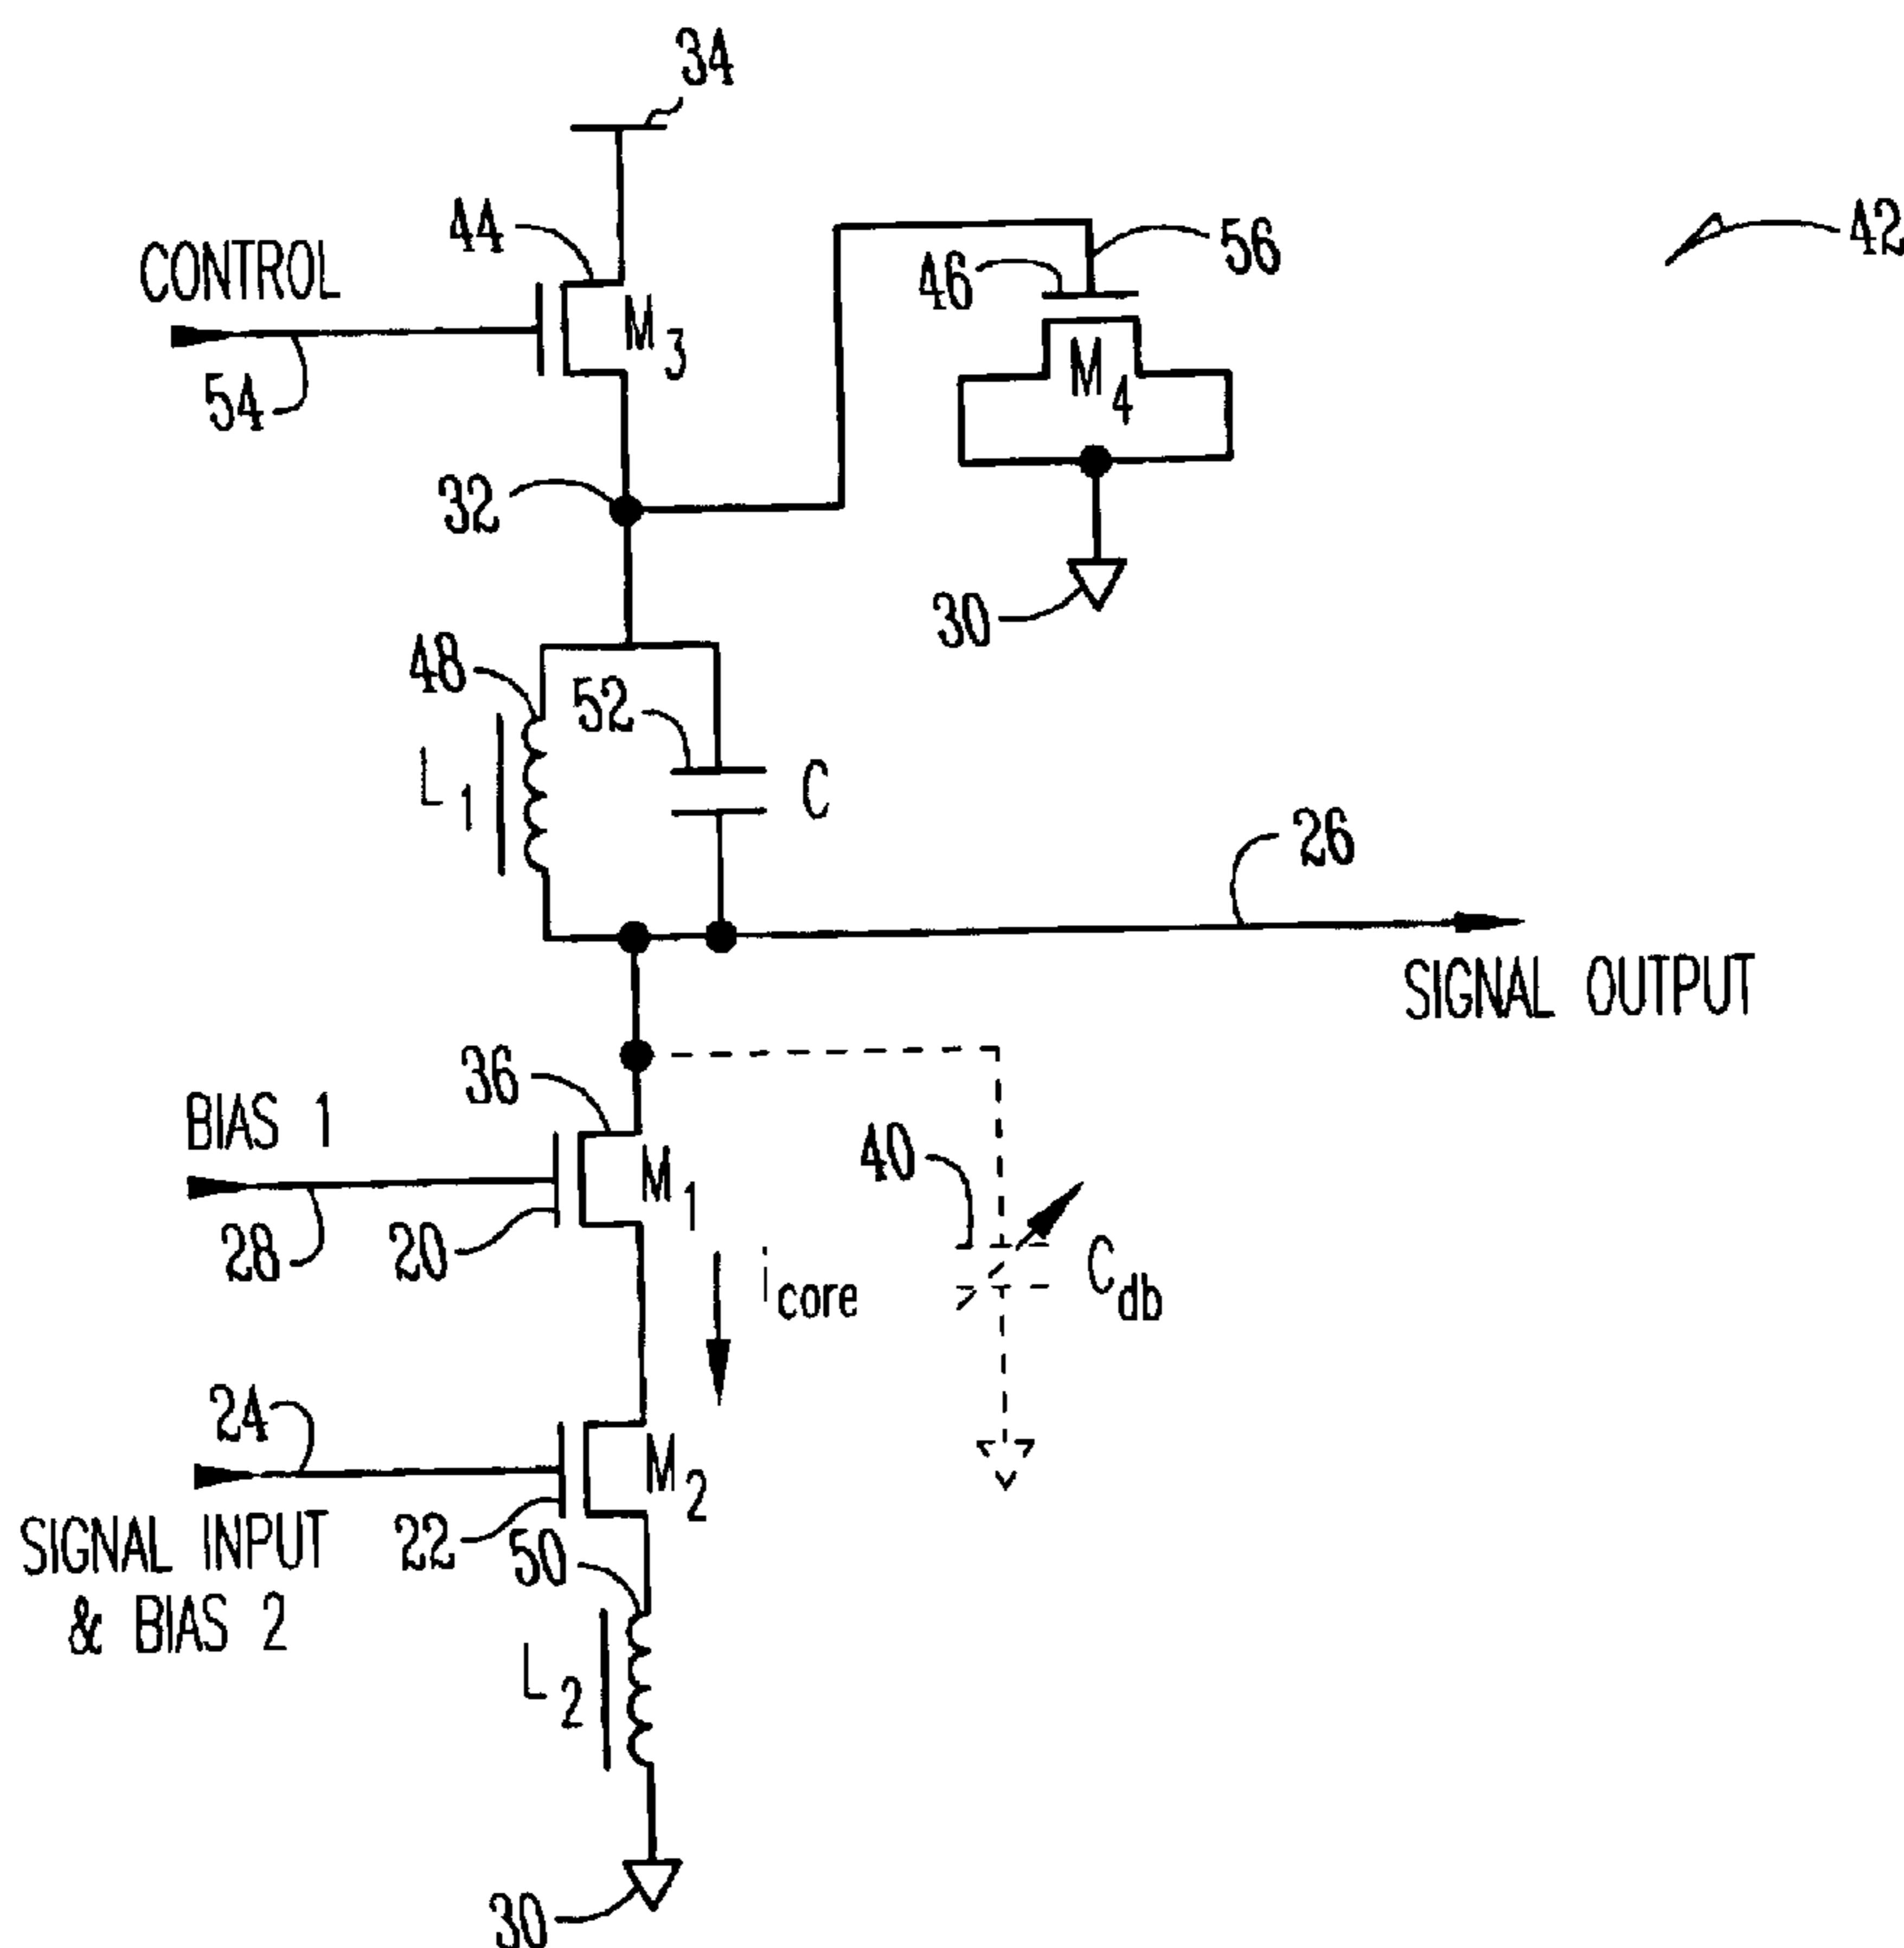 34
44
CONTROL
M3
54
46
56
42
M4
32
30
48
52
L1
C
26
SIGNAL OUTPUT
36
BIAS 1
M1
40
28
20
icore
Cdb
24
M2
SIGNAL INPUT
& BIAS 2
22
50
L2
30